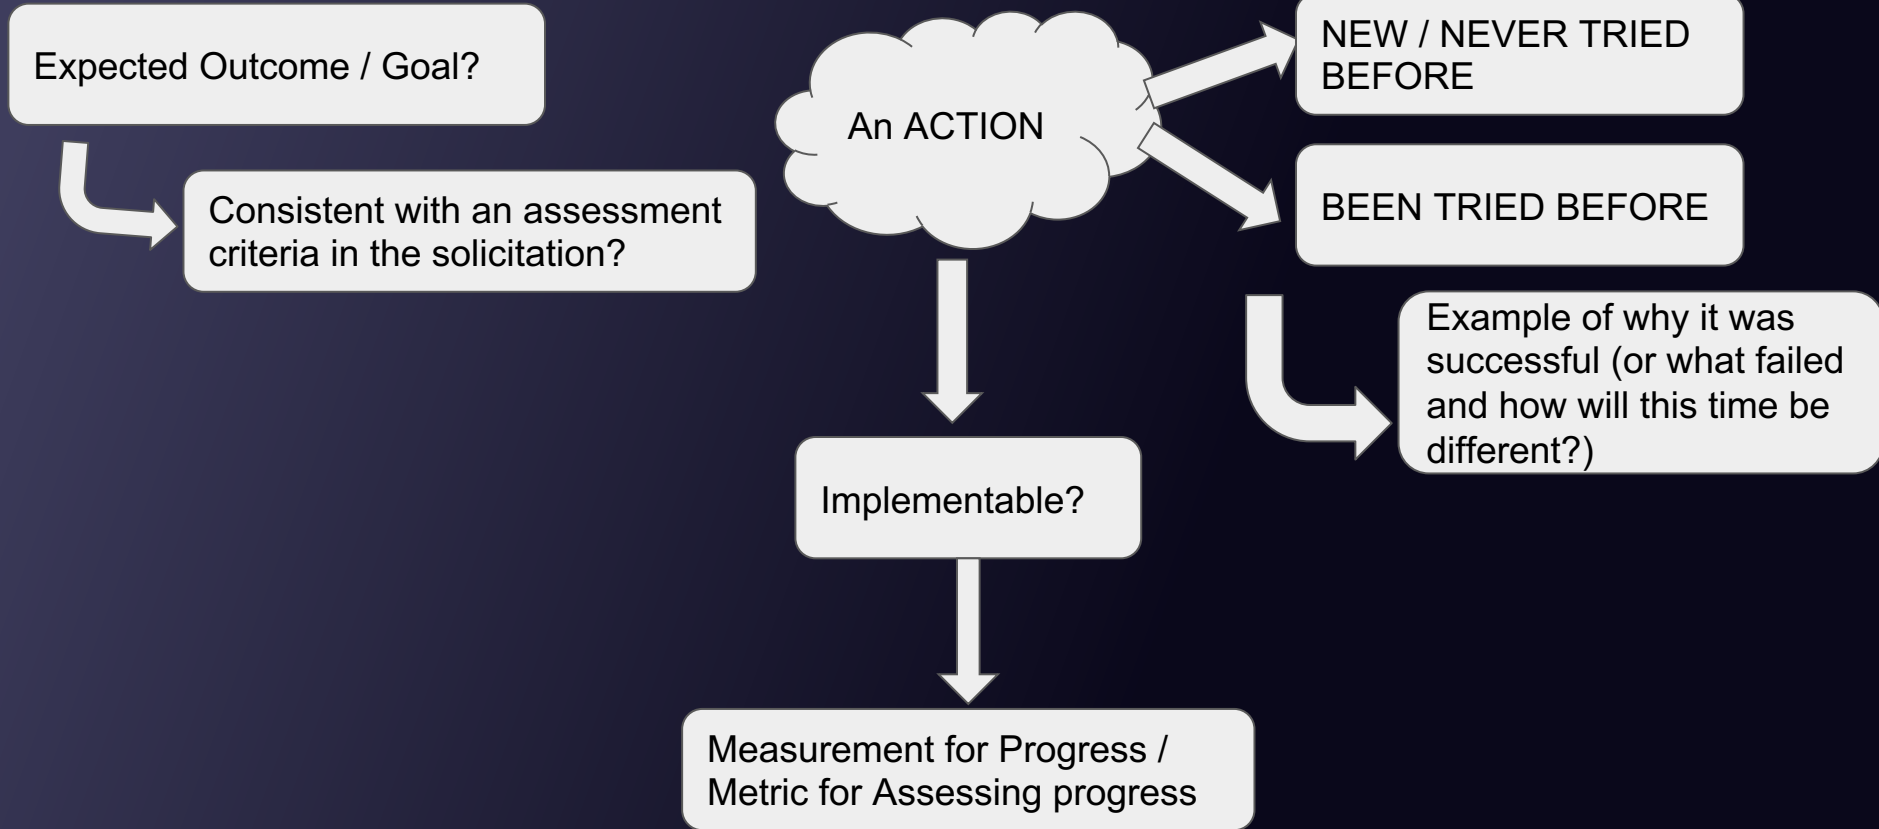 Expected Outcome / Goal?
Consistent with an assessment
criteria in the solicitation?
An ACTION
NEW / NEVER TRIED
BEFORE
BEEN TRIED BEFORE
Example of why it was
successful (or what failed
and how will this time be
different?)
Implementable?
Measurement for Progress /
Metric for Assessing progress